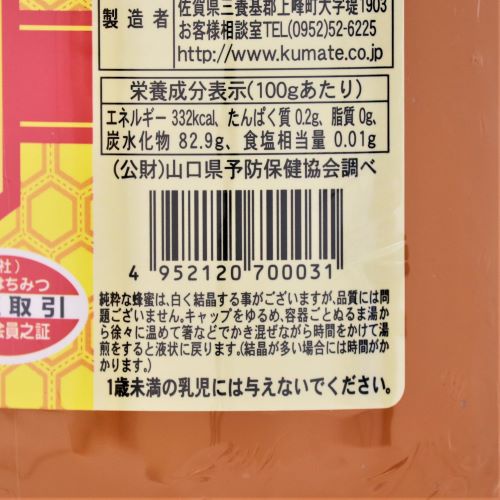 製造者
佐賀県三養基郡上峰町大字堤1903
お客様相談室TEL(0952)52-6225
http://www.kumate.co.jp
栄養成分表示(100gあたり)
エネルギー 332kcal、たんぱく質 0.2g、脂質 0g、
炭水化物 82.9g、食塩相当量 0.01g
(公財)山口県予防保健協会調べ
4 952120 700031
純粋な蜂蜜は、白く結晶する事がございますが、品質には問
題ございません。キャップをゆるめ、容器ごとぬるま湯か
ら徐々に温めて箸などでかき混ぜながら時間をかけて湯
煎をすると液状に戻ります。(結晶が多い場合には時間がか
かります。)
1歳未満の乳児には与えないでください。
社)
はちみつ
取引
会員之証